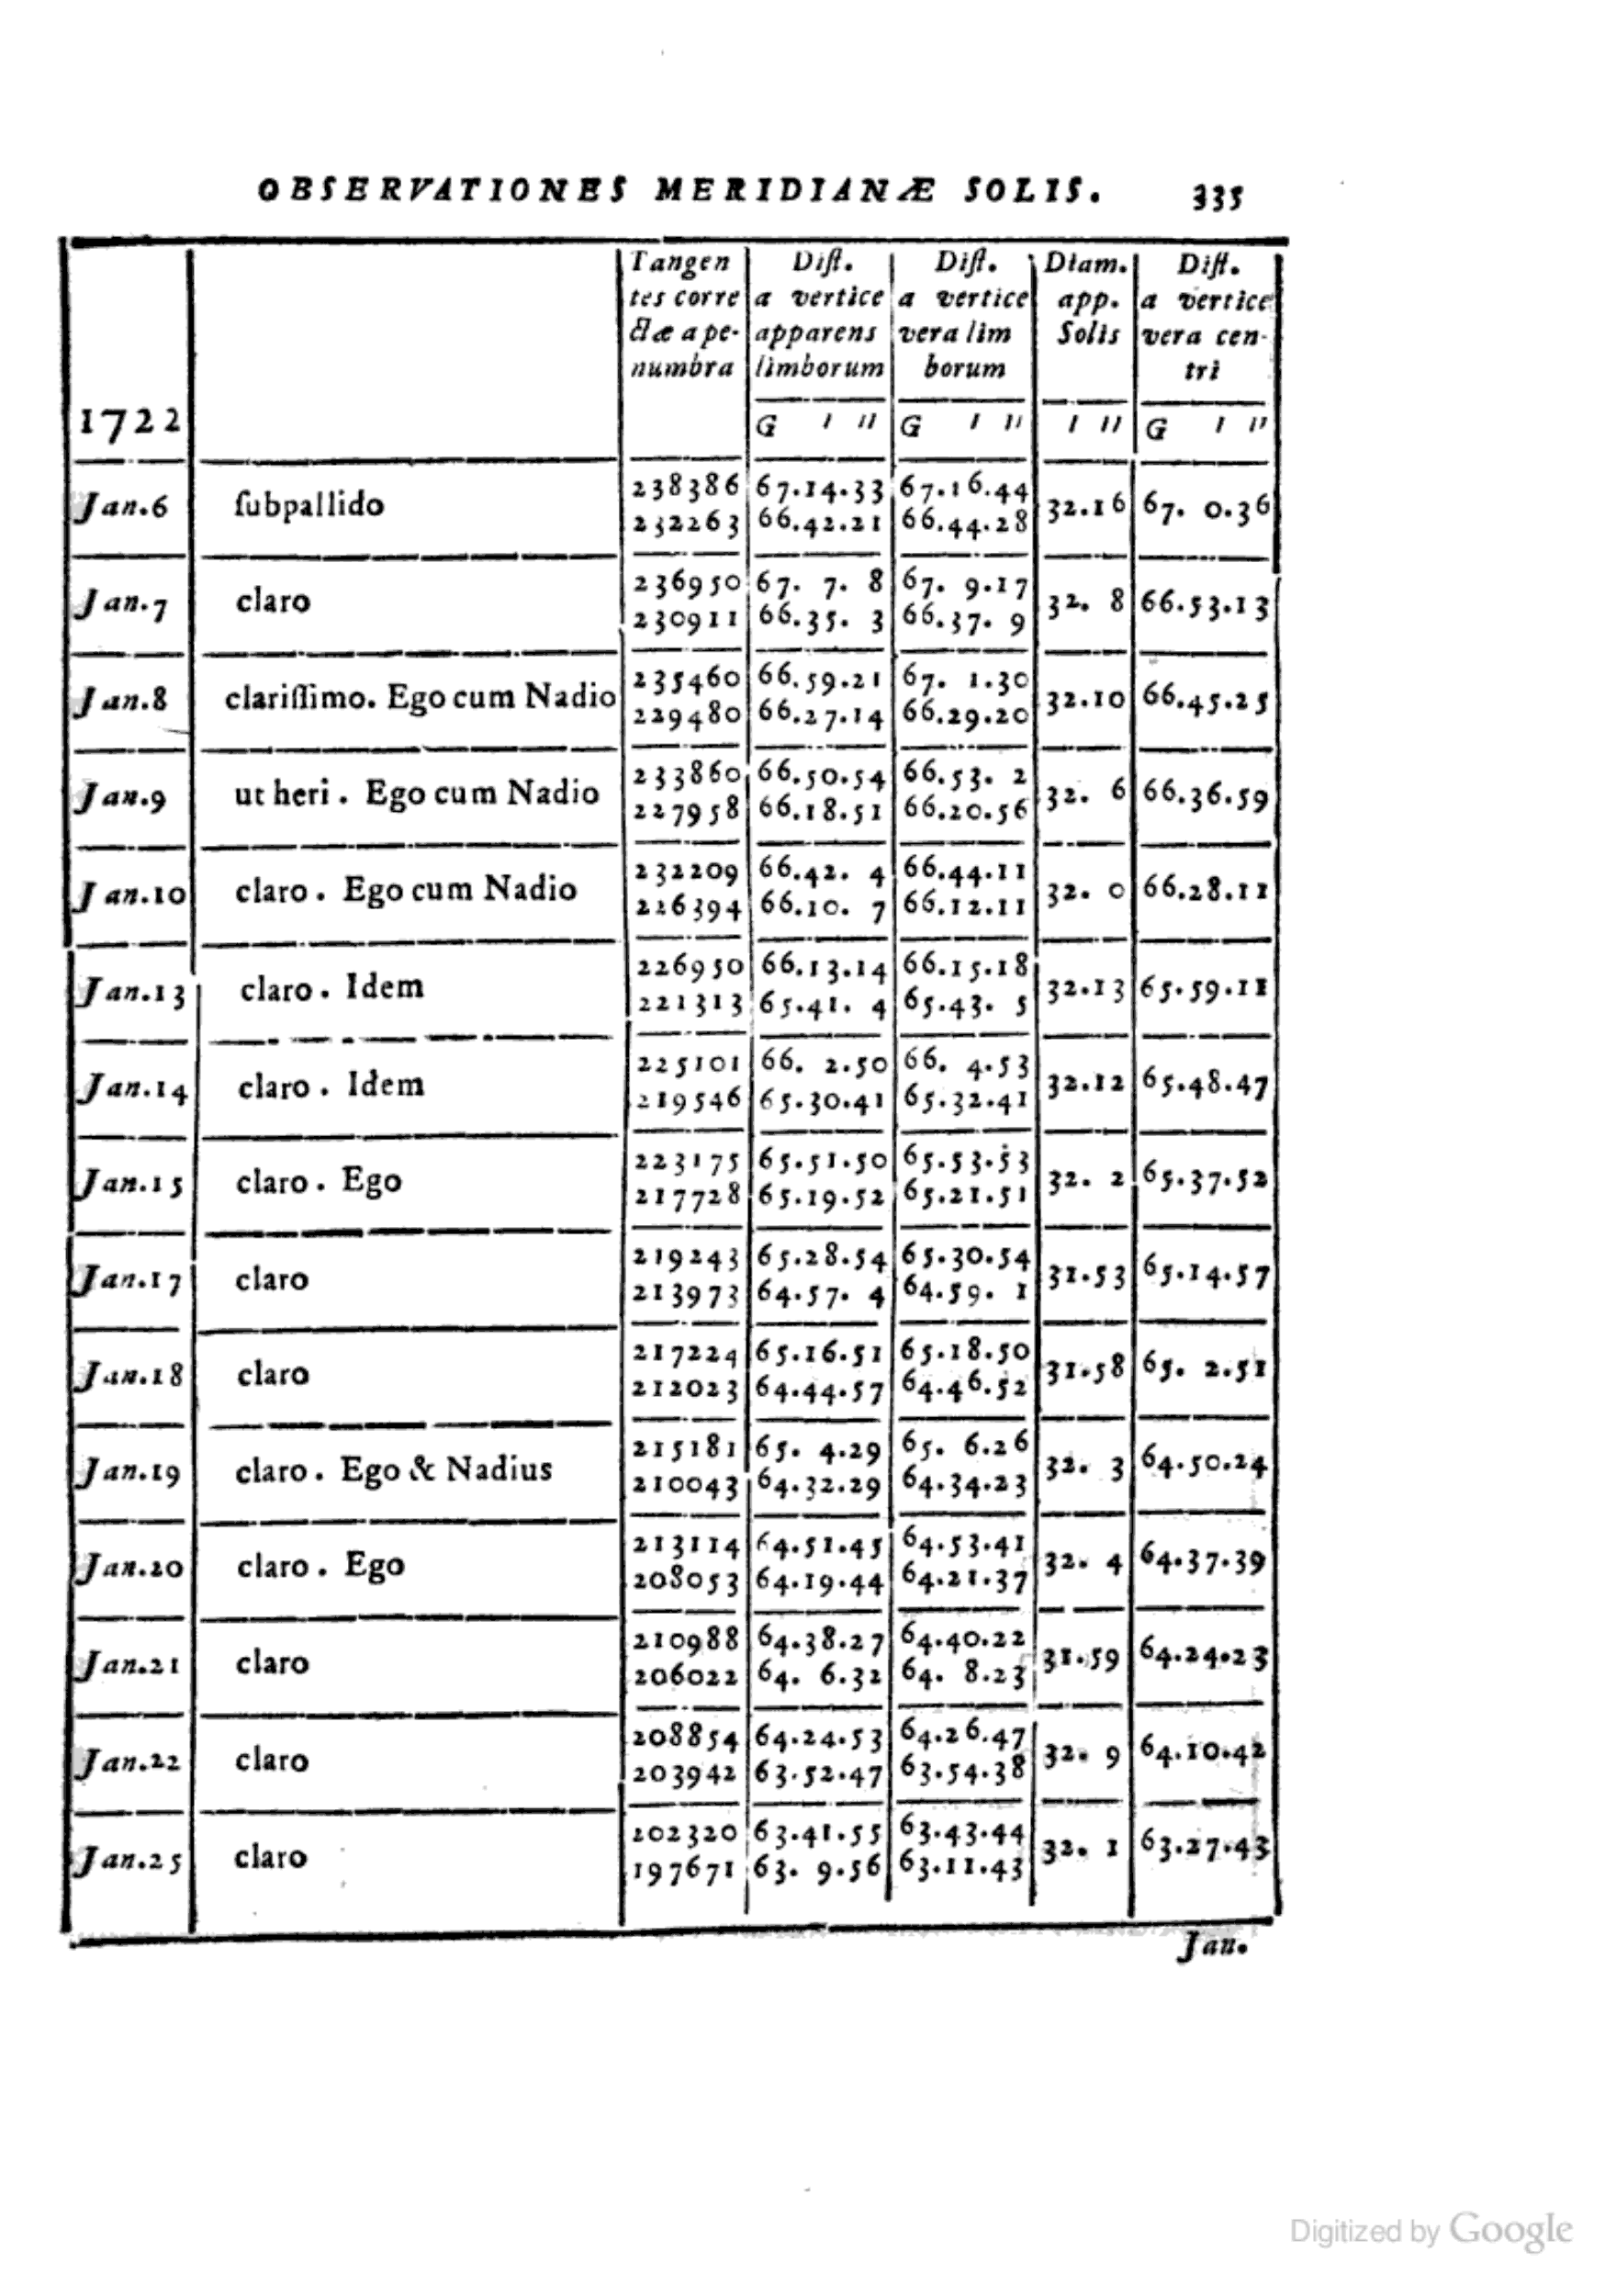 OBSERVATIONES MERIDIANÆ SOLIS. 335
Tangen Dist. Dist. Diam. Dist.
tes corre a vertice a vertice app. a vertice
ctæ a pe- apparens vera lim Solis vera cen-
numbra limborum borum tri
1722 G ′ ″ G ′ ″ ′ ″ G ′ ″
238386 67.14.33 67.16.44
Jan.6 ſubpallido 32.16 67. 0.36
232263 66.42.21 66.44.28
236950 67. 7. 8 67. 9.17
Jan.7 claro 32. 8 66.53.13
230911 66.35. 3 66.37. 9
235460 66.59.21 67. 1.30
Jan.8 clariſſimo. Ego cum Nadio 32.10 66.45.25
229480 66.27.14 66.29.20
233860 66.50.54 66.53. 2
Jan.9 ut heri. Ego cum Nadio 32. 6 66.36.59
227958 66.18.51 66.20.56
232209 66.42. 4 66.44.11
Jan.10 claro. Ego cum Nadio 32. 0 66.28.11
226394 66.10. 7 66.12.11
226950 66.13.14 66.15.18
Jan.13 claro. Idem 32.13 65.59.11
221313 65.41. 4 65.43. 5
225101 66. 2.50 66. 4.53
Jan.14 claro. Idem 32.12 65.48.47
219546 65.30.41 65.32.41
223175 65.51.50 65.53.53
Jan.15 claro. Ego 32. 2 65.37.52
217728 65.19.52 65.21.51
219243 65.28.54 65.30.54
Jan.17 claro 31.53 65.14.57
213973 64.57. 4 64.59. 1
217224 65.16.51 65.18.50
Jan.18 claro 31.58 65. 2.51
212023 64.44.57 64.46.52
215181 65. 4.29 65. 6.26
Jan.19 claro. Ego & Nadius 32. 3 64.50.24
210043 64.32.29 64.34.23
213114 64.51.45 64.53.41
Jan.20 claro. Ego 32. 4 64.37.39
208053 64.19.44 64.21.37
210988 64.38.27 64.40.22
Jan.21 claro 31.59 64.24.23
206022 64. 6.32 64. 8.23
208854 64.24.53 64.26.47
Jan.22 claro 32. 9 64.10.42
203942 63.52.47 63.54.38
202320 63.41.55 63.43.44
Jan.25 claro 32. 1 63.27.43
197671 63. 9.56 63.11.43
Jan.
Digitized by Google